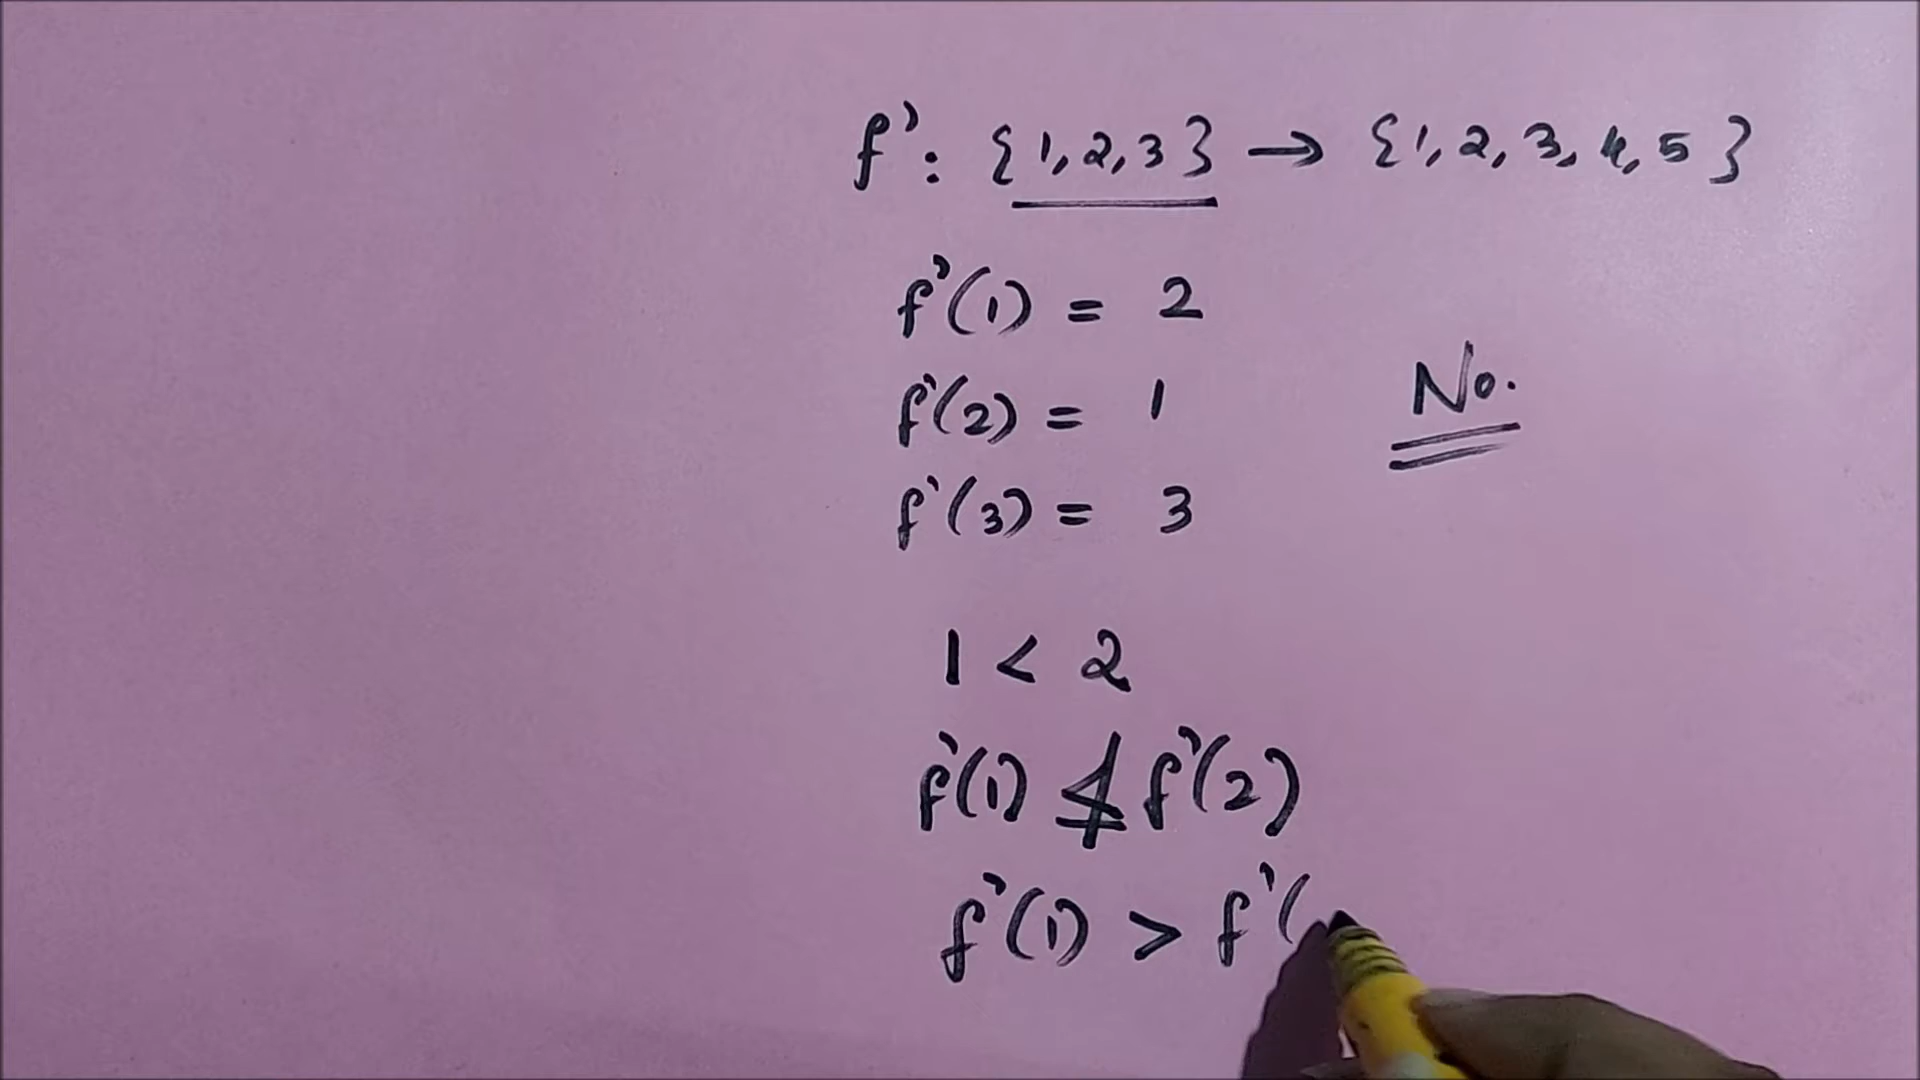 f': {1,2,3} → {1,2,3,4,5}
f'(1) = 2
f'(2) = 1
No.
f'(3) = 3
1 < 2
f'(1) ≰ f'(2)
f'(1) > f'(